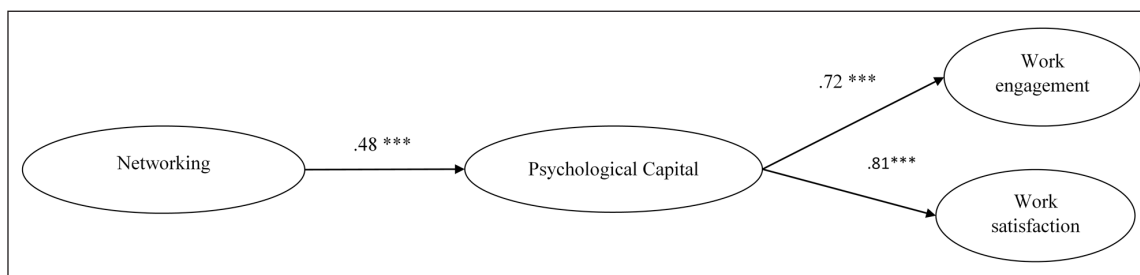 Work
engagement
.72 ***
Networking
.48 ***
Psychological Capital
.81***
Work
satisfaction